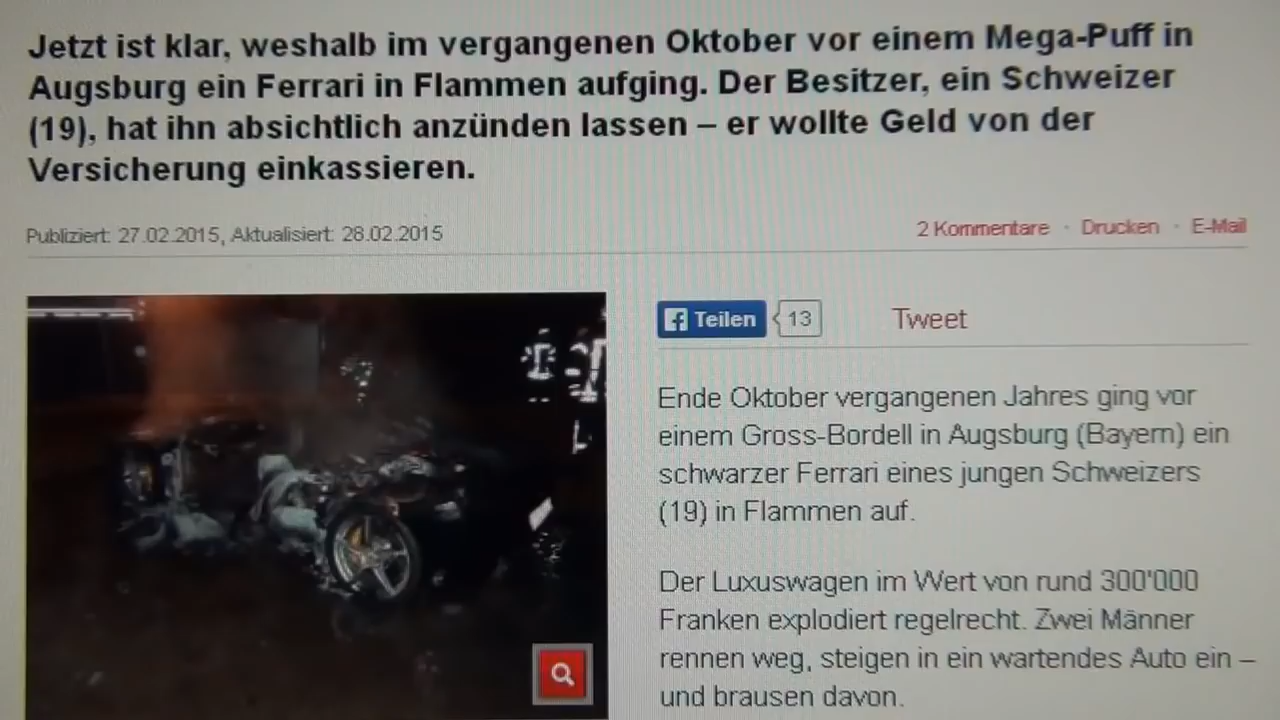 Jetzt ist klar, weshalb im vergangenen Oktober vor einem Mega-Puff in
Augsburg ein Ferrari in Flammen aufging. Der Besitzer, ein Schweizer
(19), hat ihn absichtlich anzünden lassen – er wollte Geld von der
Versicherung einkassieren.
Publiziert: 27.02.2015, Aktualisiert: 28.02.2015
2 Kommentare · Drucken · E-Mail
Teilen 13 Tweet
Ende Oktober vergangenen Jahres ging vor
einem Gross-Bordell in Augsburg (Bayern) ein
schwarzer Ferrari eines jungen Schweizers
(19) in Flammen auf.
Der Luxuswagen im Wert von rund 300'000
Franken explodiert regelrecht. Zwei Männer
rennen weg, steigen in ein wartendes Auto ein –
und brausen davon.